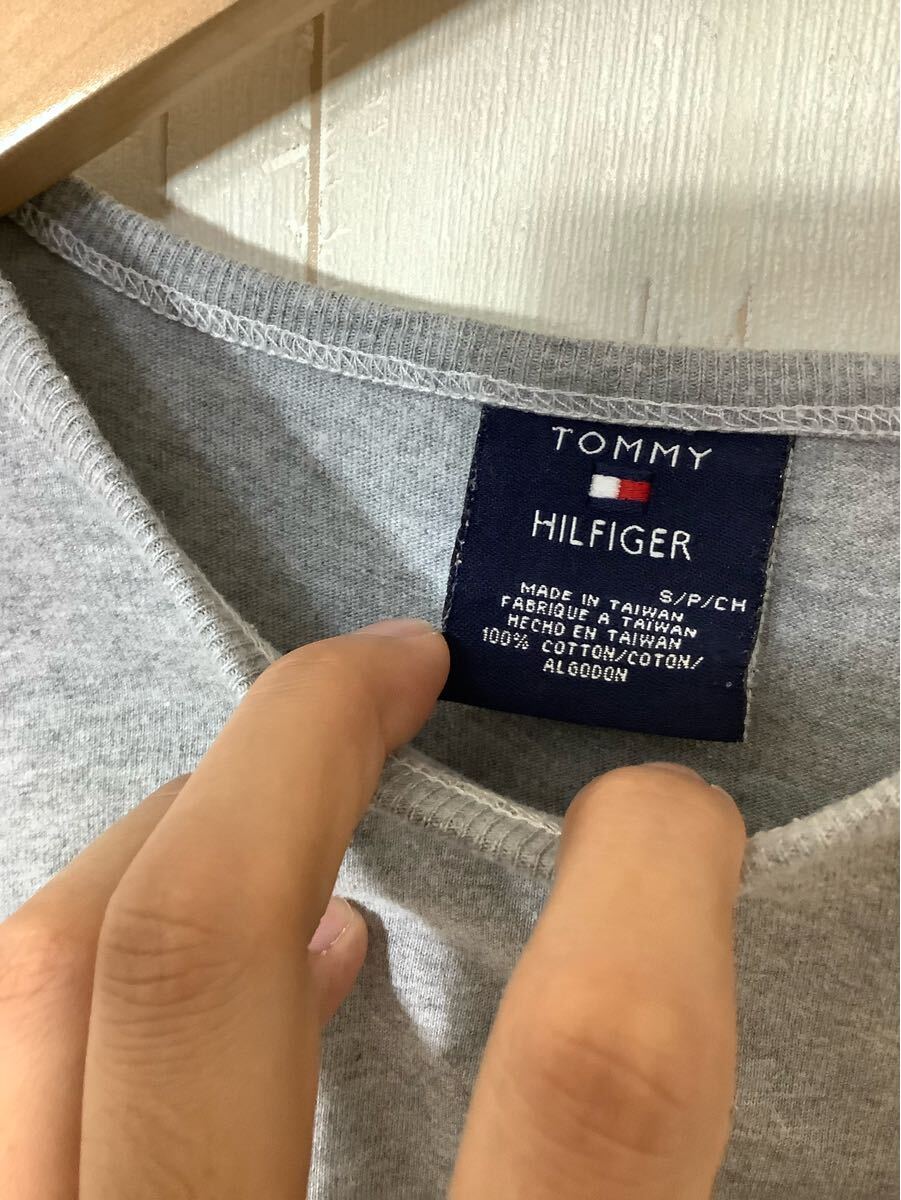 TOMMY
HILFIGER
S/P/CH
MADE IN TAIWAN
FABRIQUE A TAIWAN
HECHO EN TAIWAN
100% COTTON/COTON/
ALGODON